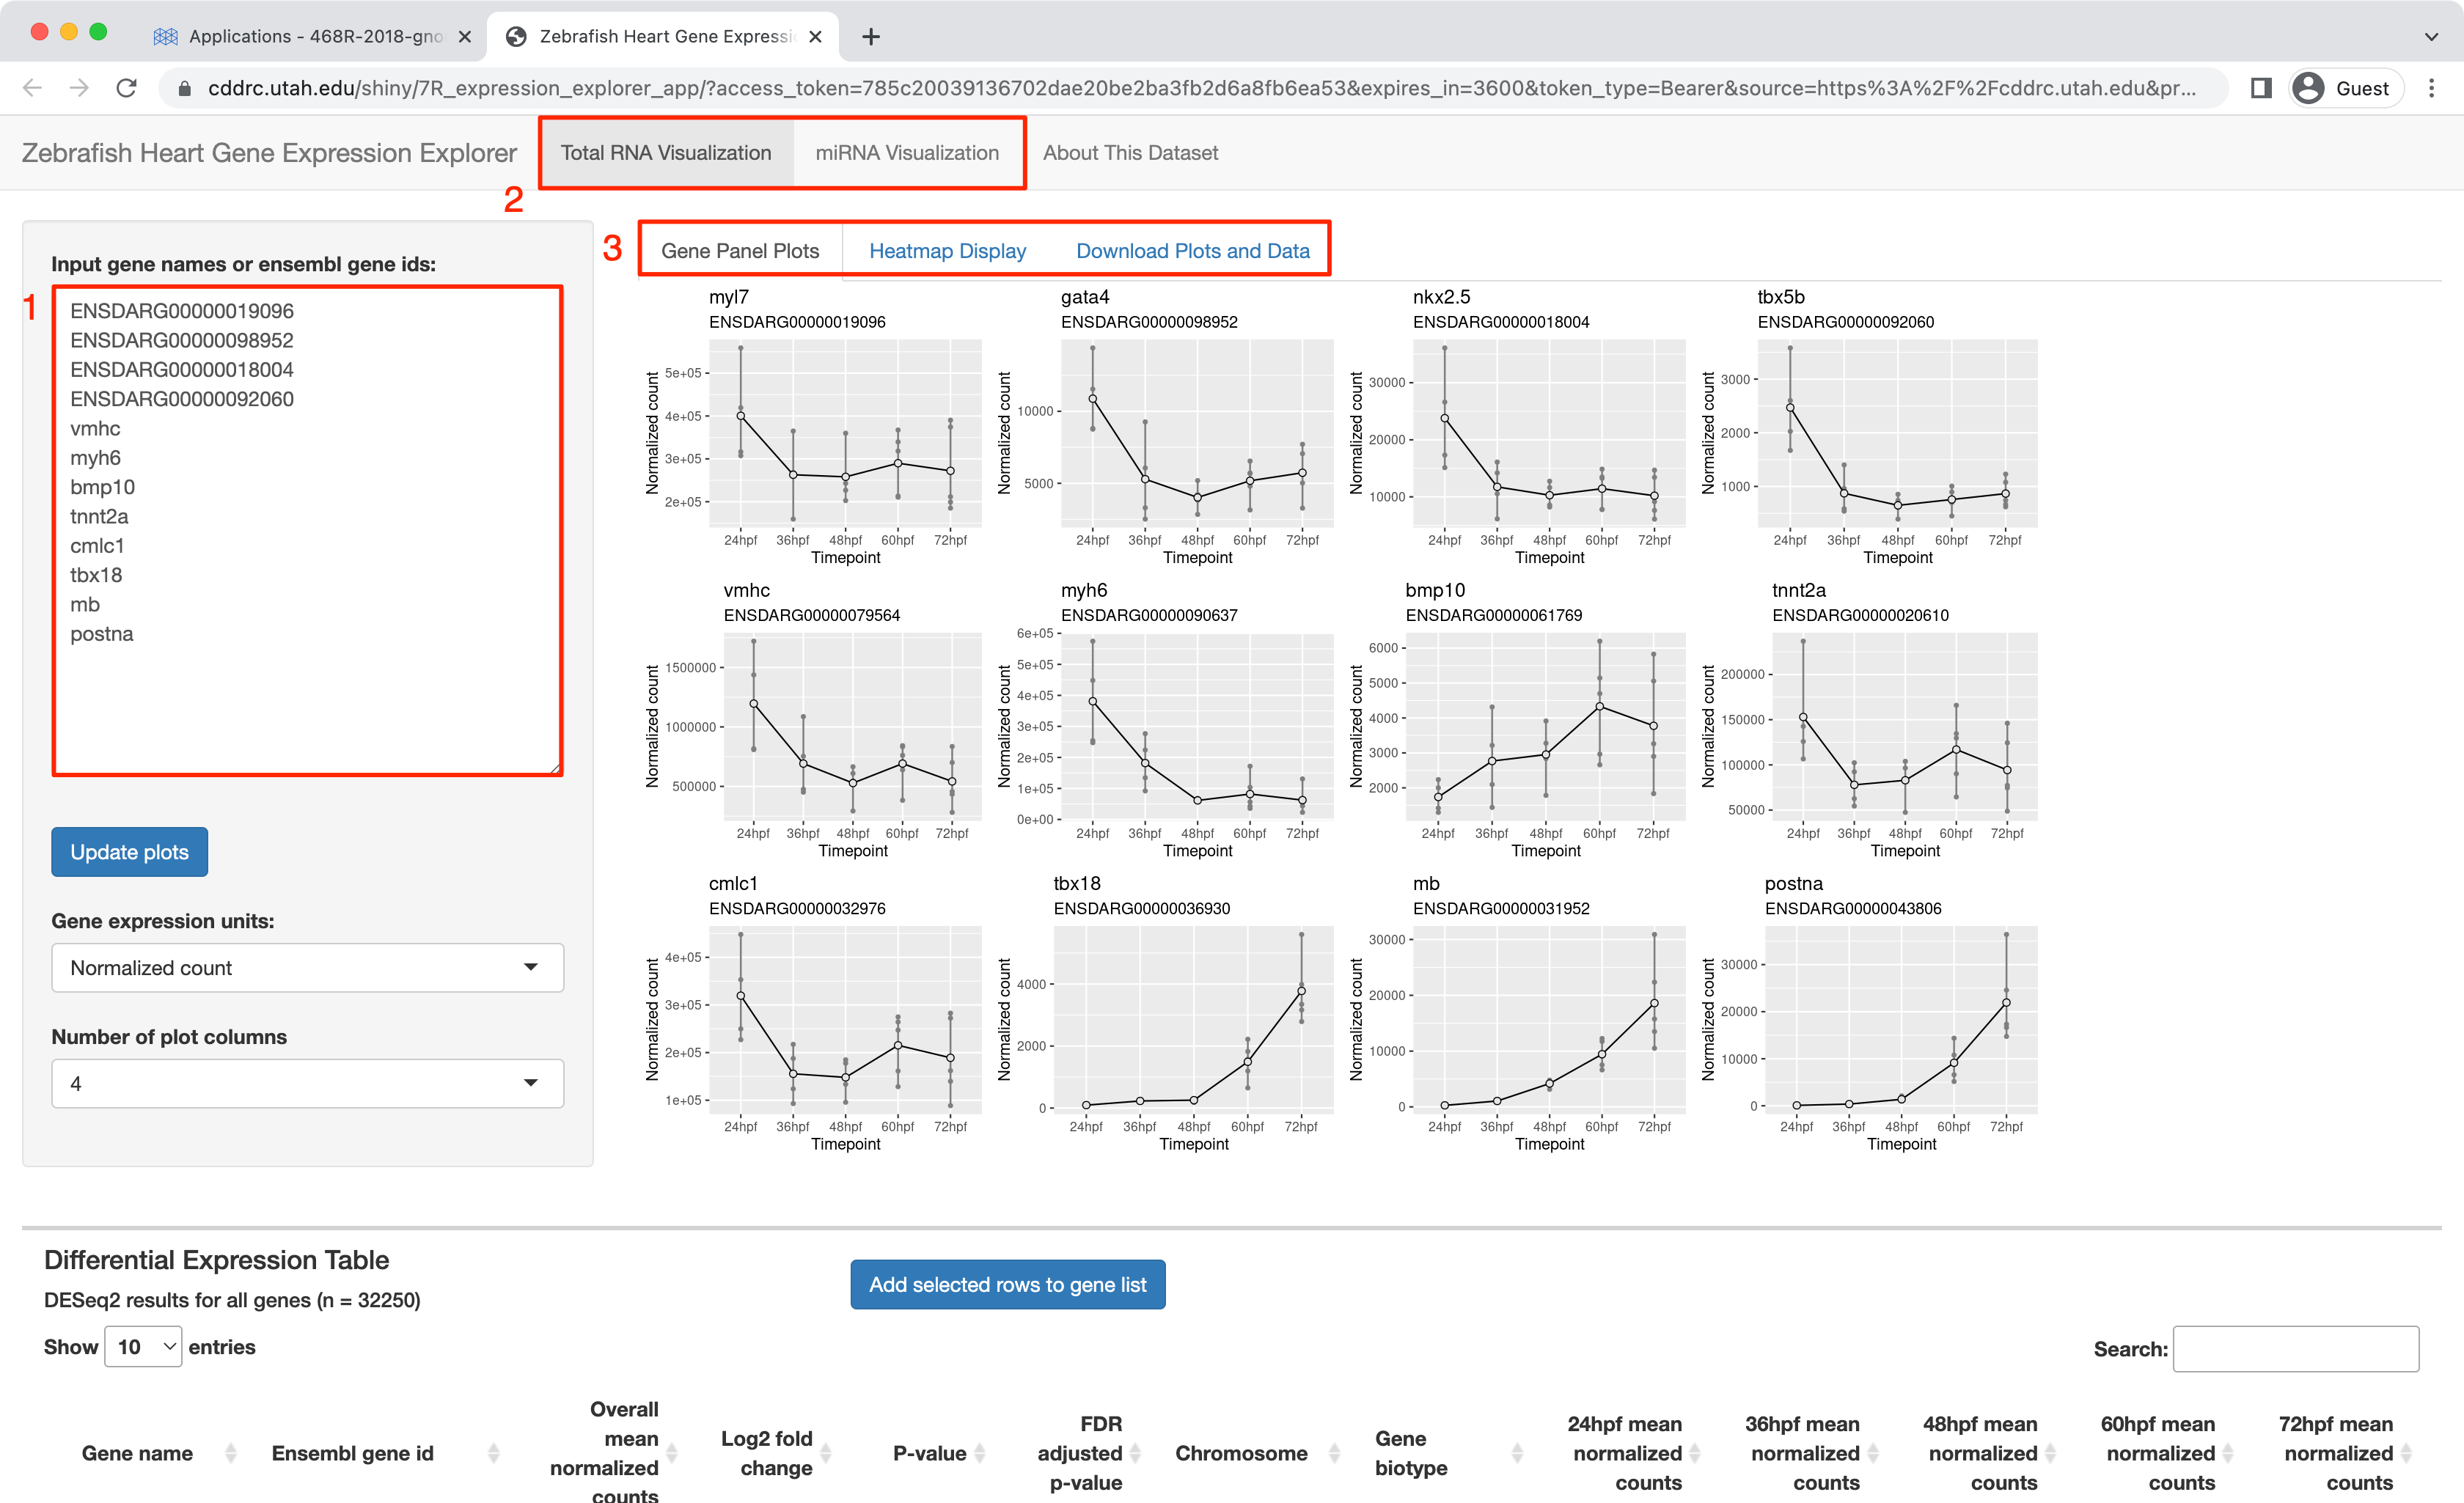 Applications - 468R-2018-gno
Zebrafish Heart Gene Expressi
cddrc.utah.edu/shiny/7R_expression_explorer_app/?access_token=785c20039136702dae20be2ba3fb2d6a8fb6ea53&expires_in=3600&token_type=Bearer&source=https%3A%2F%2Fcddrc.utah.edu&pr...
Guest
Zebrafish Heart Gene Expression Explorer
Total RNA Visualization
miRNA Visualization
About This Dataset
2
Input gene names or ensembl gene ids:
1
ENSDARG00000019096
ENSDARG00000098952
ENSDARG00000018004
ENSDARG00000092060
vmhc
myh6
bmp10
tnnt2a
cmlc1
tbx18
mb
postna
Update plots
Gene expression units:
Normalized count
Number of plot columns
4
3
Gene Panel Plots
Heatmap Display
Download Plots and Data
myl7
ENSDARG00000019096
Normalized count
5e+05
4e+05
3e+05
2e+05
24hpf 36hpf 48hpf 60hpf 72hpf
Timepoint
gata4
ENSDARG00000098952
Normalized count
10000
5000
24hpf 36hpf 48hpf 60hpf 72hpf
Timepoint
nkx2.5
ENSDARG00000018004
Normalized count
30000
20000
10000
24hpf 36hpf 48hpf 60hpf 72hpf
Timepoint
tbx5b
ENSDARG00000092060
Normalized count
3000
2000
1000
24hpf 36hpf 48hpf 60hpf 72hpf
Timepoint
vmhc
ENSDARG00000079564
Normalized count
1500000
1000000
500000
24hpf 36hpf 48hpf 60hpf 72hpf
Timepoint
myh6
ENSDARG00000090637
Normalized count
6e+05
5e+05
4e+05
3e+05
2e+05
1e+05
0e+00
24hpf 36hpf 48hpf 60hpf 72hpf
Timepoint
bmp10
ENSDARG00000061769
Normalized count
6000
5000
4000
3000
2000
24hpf 36hpf 48hpf 60hpf 72hpf
Timepoint
tnnt2a
ENSDARG00000020610
Normalized count
200000
150000
100000
50000
24hpf 36hpf 48hpf 60hpf 72hpf
Timepoint
cmlc1
ENSDARG00000032976
Normalized count
4e+05
3e+05
2e+05
1e+05
24hpf 36hpf 48hpf 60hpf 72hpf
Timepoint
tbx18
ENSDARG00000036930
Normalized count
4000
2000
0
24hpf 36hpf 48hpf 60hpf 72hpf
Timepoint
mb
ENSDARG00000031952
Normalized count
30000
20000
10000
0
24hpf 36hpf 48hpf 60hpf 72hpf
Timepoint
postna
ENSDARG00000043806
Normalized count
30000
20000
10000
0
24hpf 36hpf 48hpf 60hpf 72hpf
Timepoint
Differential Expression Table
Add selected rows to gene list
DESeq2 results for all genes (n = 32250)
Show 10 entries
Search:
Gene name
Ensembl gene id
Overall
mean
normalized
counts
Log2 fold
change
P-value
FDR
adjusted
p-value
Chromosome
Gene
biotype
24hpf mean
normalized
counts
36hpf mean
normalized
counts
48hpf mean
normalized
counts
60hpf mean
normalized
counts
72hpf mean
normalized
counts